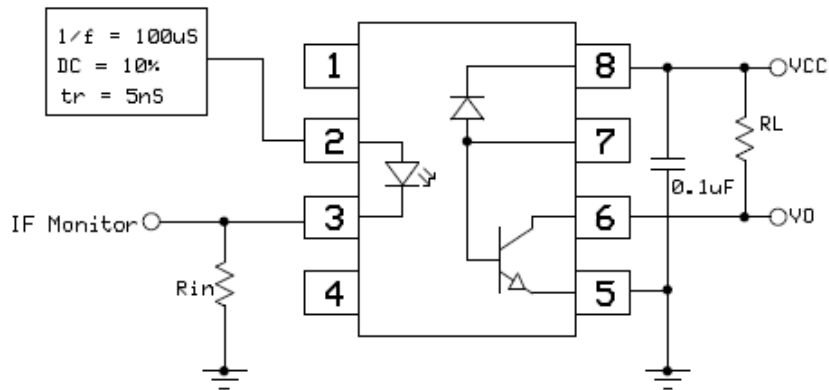 1/f = 100uS
DC = 10%
tr = 5nS
1
8
VCC
2
7
RL
0.1uF
IF Monitor
3
6
VO
Rin
4
5